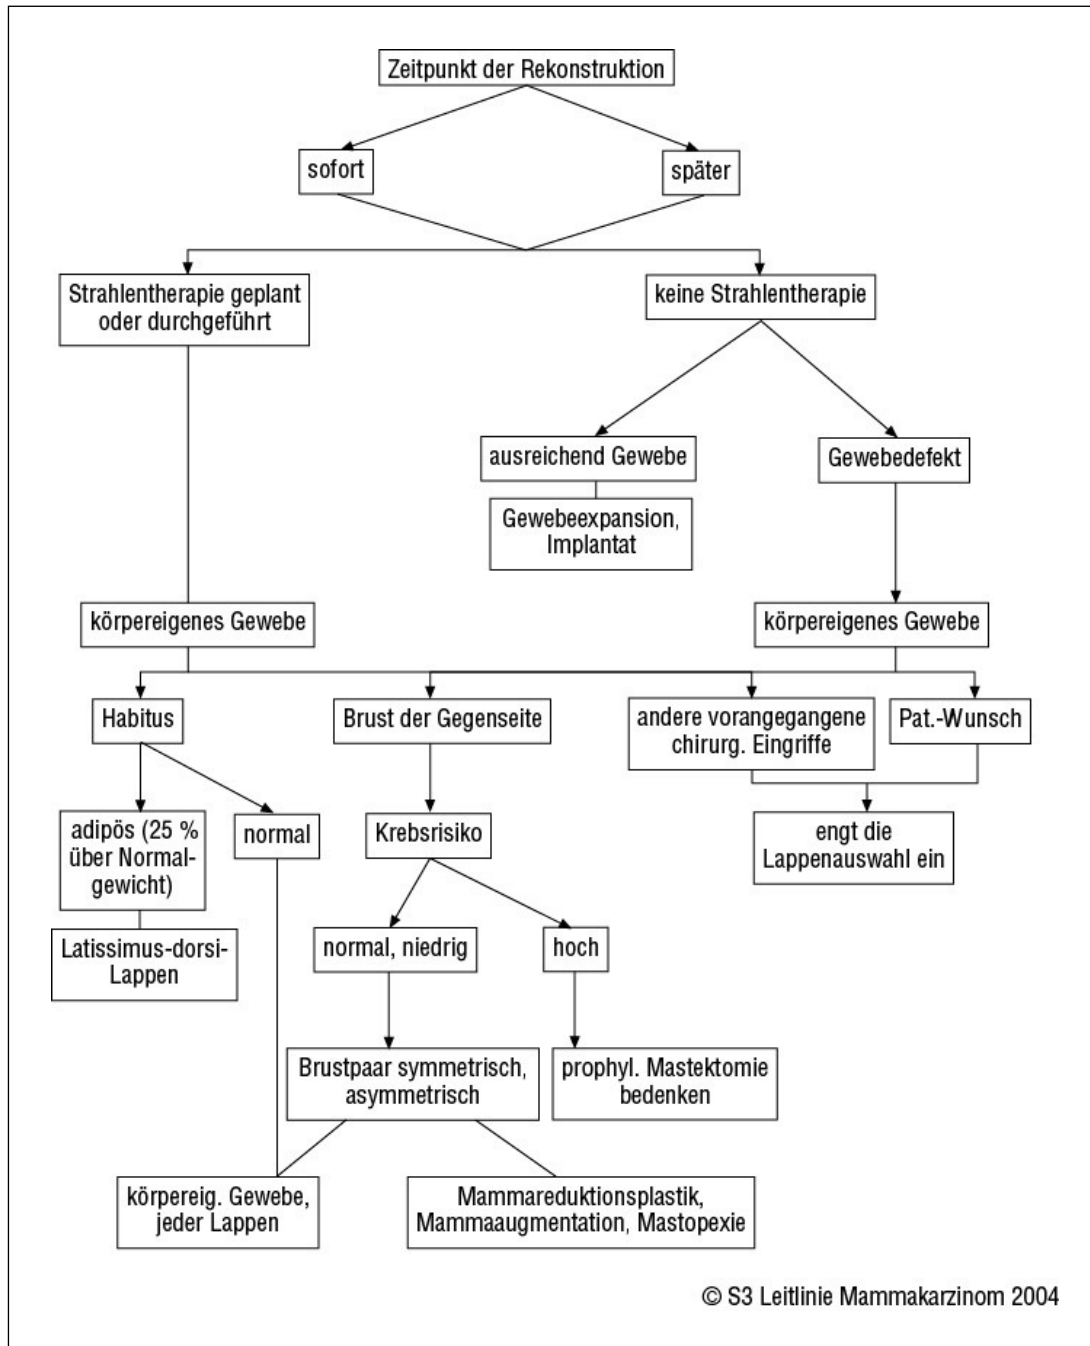 Zeitpunkt der Rekonstruktion
sofort
später
Strahlentherapie geplant
oder durchgeführt
keine Strahlentherapie
ausreichend Gewebe
Gewebedefekt
Gewebeexpansion,
Implantat
körpereigenes Gewebe
körpereigenes Gewebe
Habitus
Brust der Gegenseite
andere vorangegangene
chirurg. Eingriffe
Pat.-Wunsch
adipös (25 %
über Normal-
gewicht)
normal
Krebsrisiko
engt die
Lappenauswahl ein
Latissimus-dorsi-
Lappen
normal, niedrig
hoch
Brustpaar symmetrisch,
asymmetrisch
prophyl. Mastektomie
bedenken
körpereig. Gewebe,
jeder Lappen
Mammareduktionsplastik,
Mammaaugmentation, Mastopexie
© S3 Leitlinie Mammakarzinom 2004